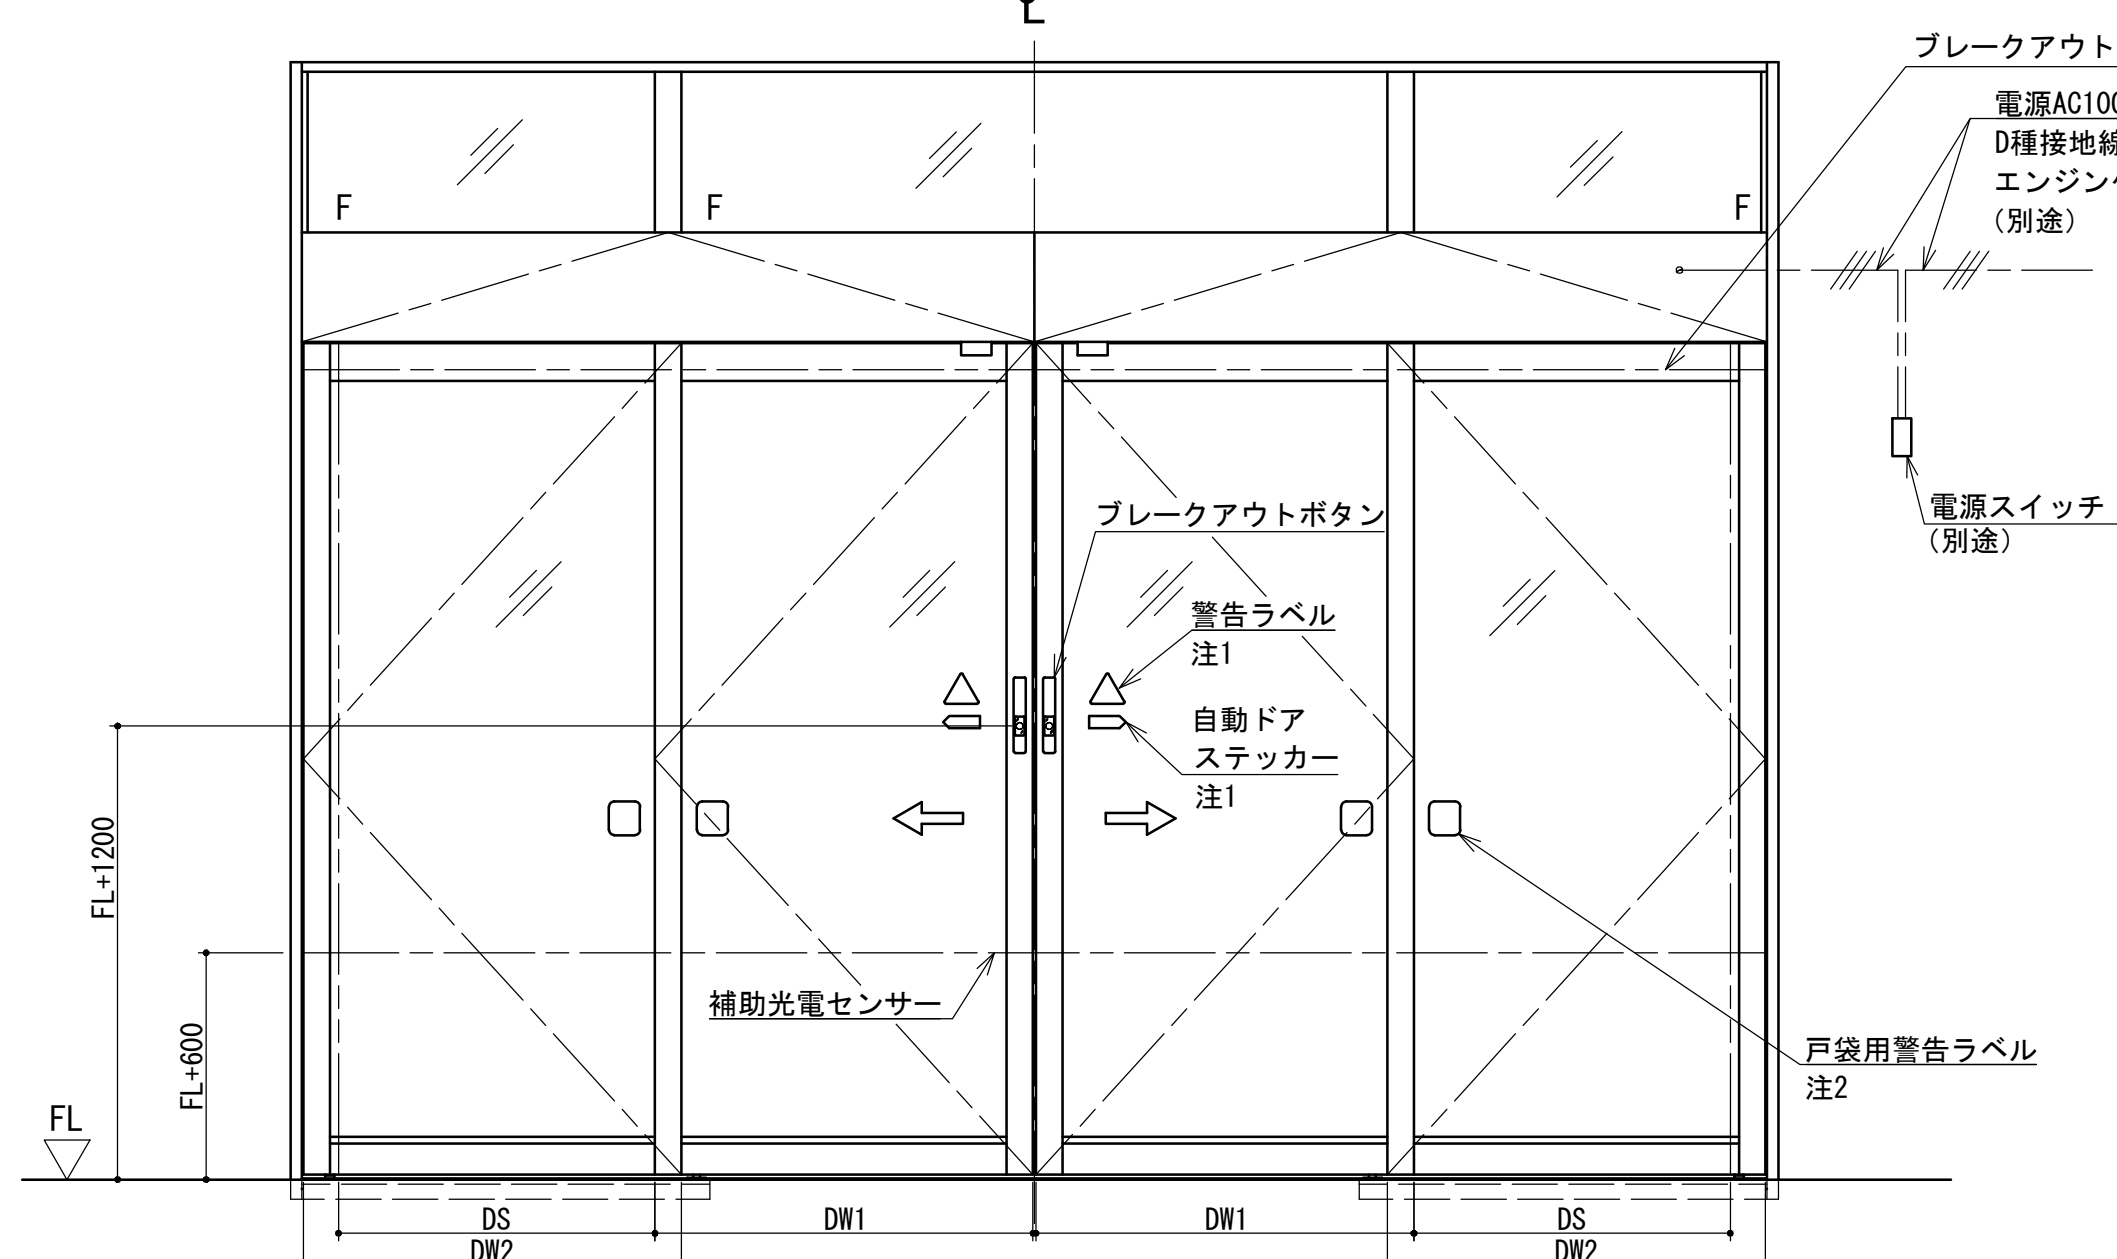 ブレークアウト
電源AC100
D種接地線
エンジンケ
(別途)
F
F
F
電源スイッチ
(別途)
ブレークアウトボタン
警告ラベル
注1
自動ドア
ステッカー
注1
FL+1200
FL+600
補助光電センサー
戸袋用警告ラベル
注2
FL
DS
DW1
DW1
DS
DW2
DW2